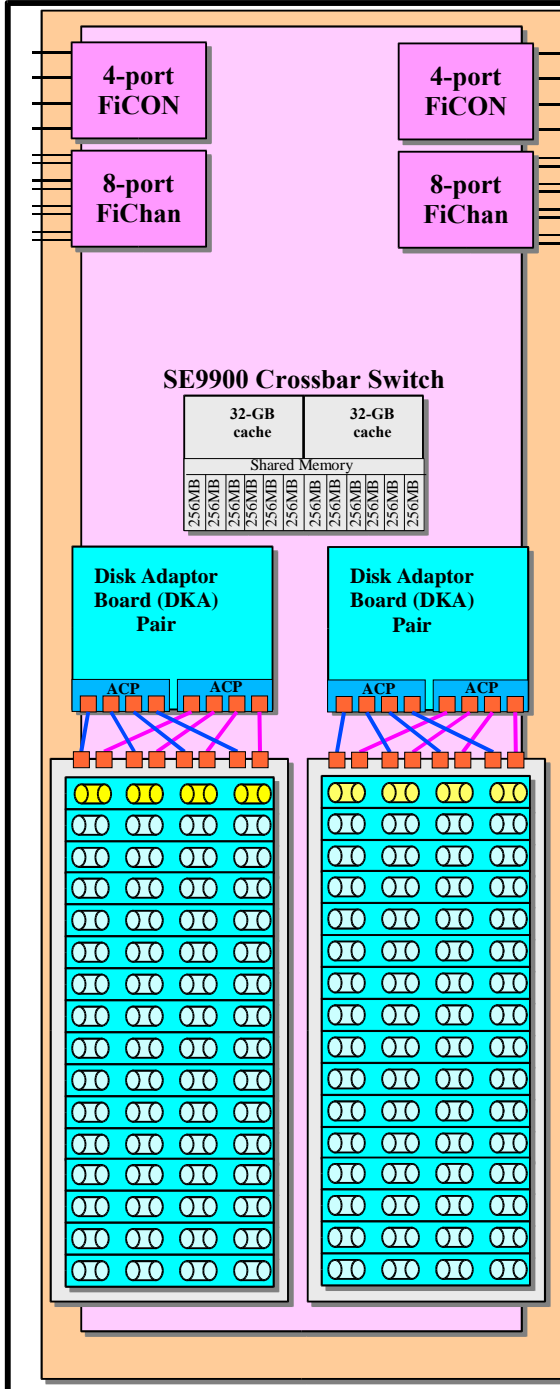 4-port
FiCON
4-port
FiCON
8-port
FiChan
8-port
FiChan
SE9900 Crossbar Switch
32-GB
cache
32-GB
cache
Shared Memory
256MB
256MB
256MB
256MB
256MB
256MB
256MB
256MB
256MB
256MB
256MB
256MB
Disk Adaptor
Board (DKA)
Pair
Disk Adaptor
Board (DKA)
Pair
ACP
ACP
ACP
ACP